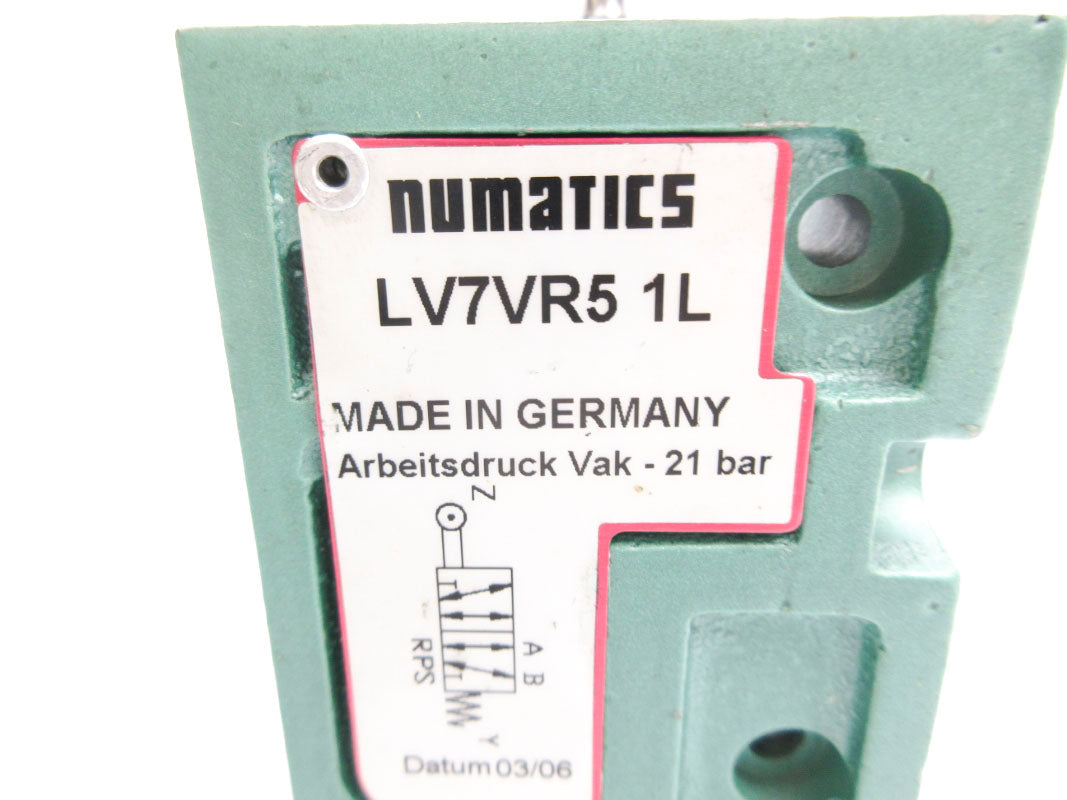 numatics
LV7VR5 1L
MADE IN GERMANY
Arbeitsdruck Vak - 21 bar
Z
A B
RPS
Y
Datum 03/06